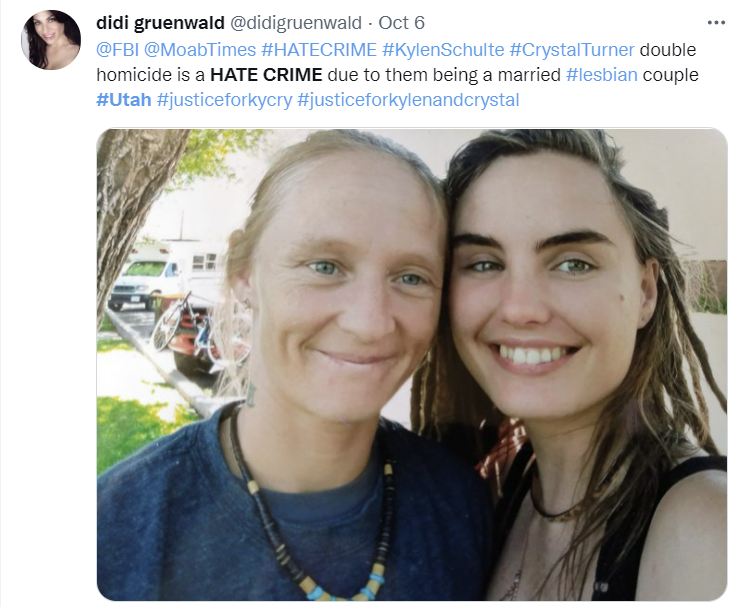 didi gruenwald @didigruenwald · Oct 6
@FBI @MoabTimes #HATECRIME #KylenSchulte #CrystalTurner double
homicide is a HATE CRIME due to them being a married #lesbian couple
#Utah #justiceforkycry #justiceforkylenandcrystal